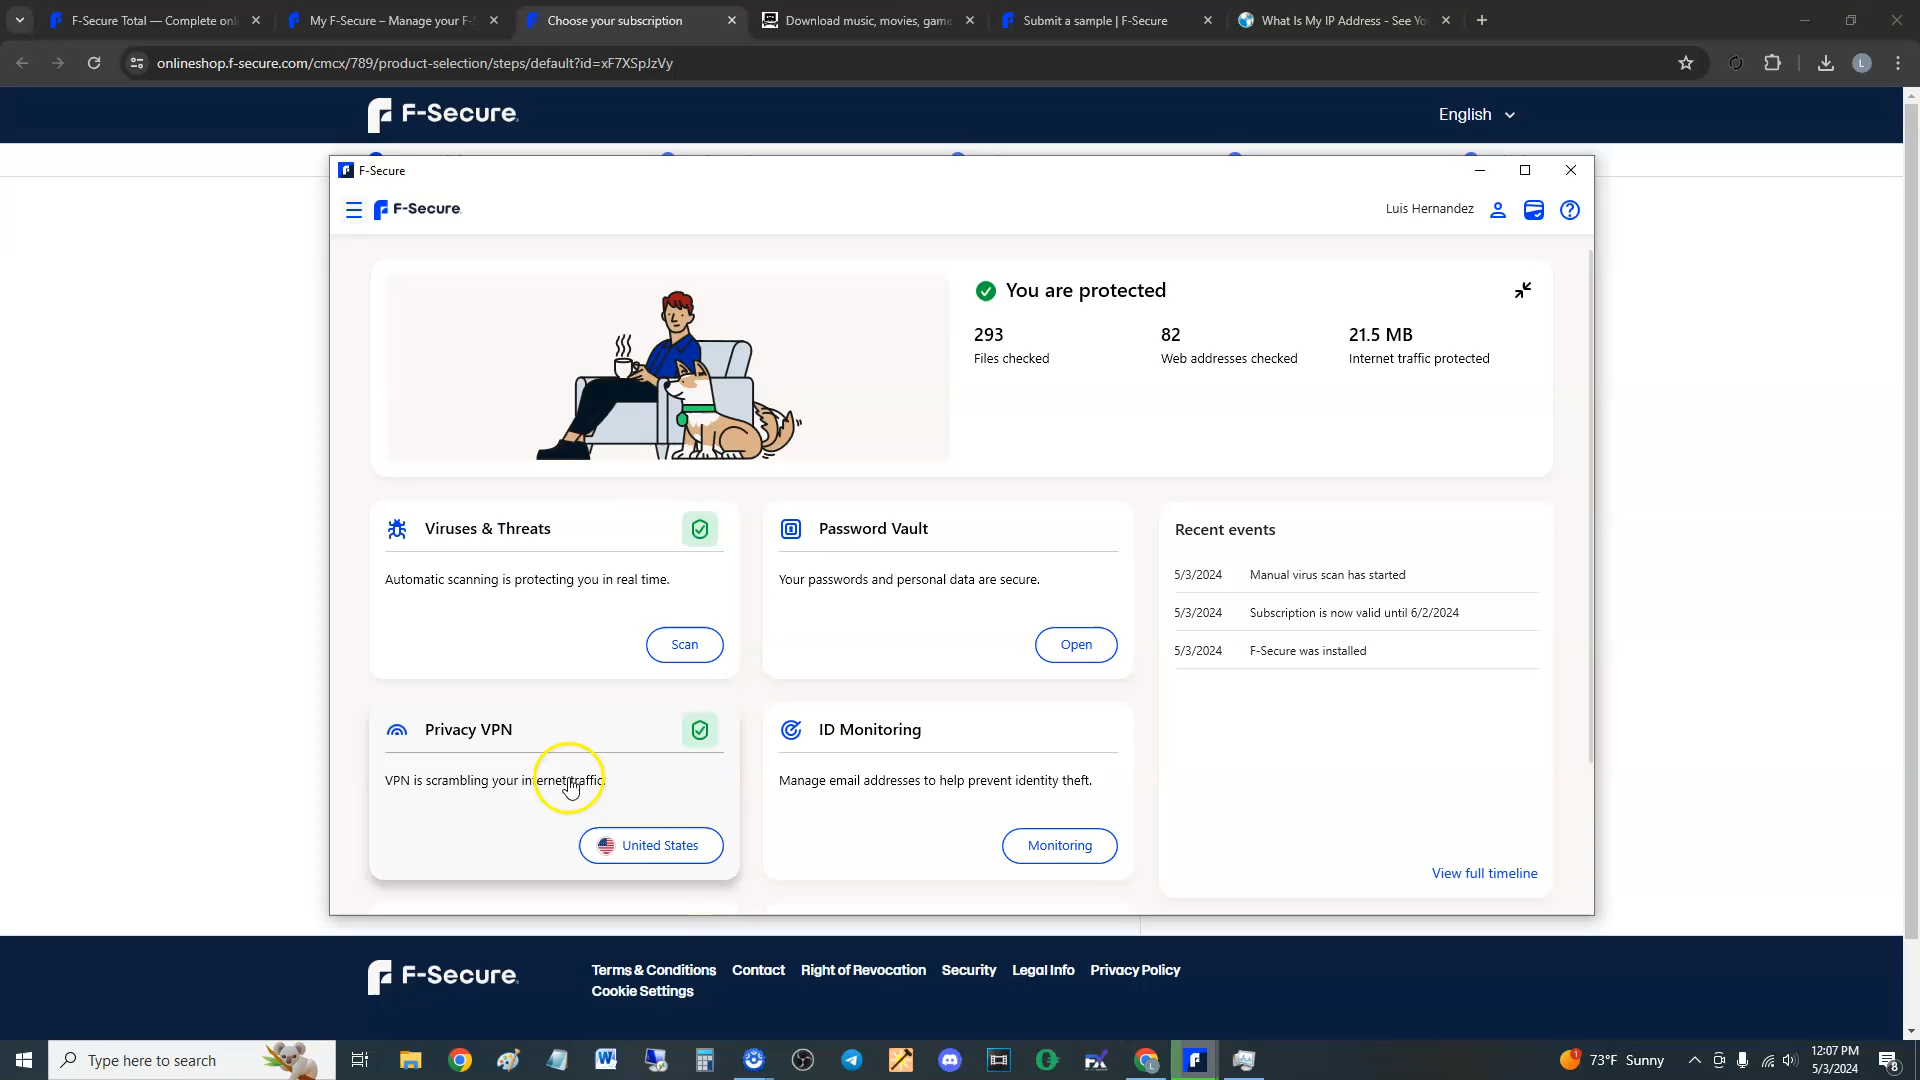 F-Secure Total — Complete onl
My F-Secure – Manage your F-S
Choose your subscription
Download music, movies, game
Submit a sample | F-Secure
What Is My IP Address - See Yo
onlineshop.f-secure.com/cmcx/789/product-selection/steps/default?id=xF7XSpJzVy
L
F-Secure.
English
F-Secure
F-Secure.
Luis Hernandez
You are protected
293
82
21.5 MB
Files checked
Web addresses checked
Internet traffic protected
Viruses & Threats
Automatic scanning is protecting you in real time.
Scan
Password Vault
Your passwords and personal data are secure.
Open
Recent events
5/3/2024 Manual virus scan has started
5/3/2024 Subscription is now valid until 6/2/2024
5/3/2024 F-Secure was installed
View full timeline
Privacy VPN
VPN is scrambling your internet traffic.
United States
ID Monitoring
Manage email addresses to help prevent identity theft.
Monitoring
F-Secure.
Terms & Conditions Contact Right of Revocation Security Legal Info Privacy Policy
Cookie Settings
Type here to search
1
73°F Sunny
12:07 PM
5/3/2024
8